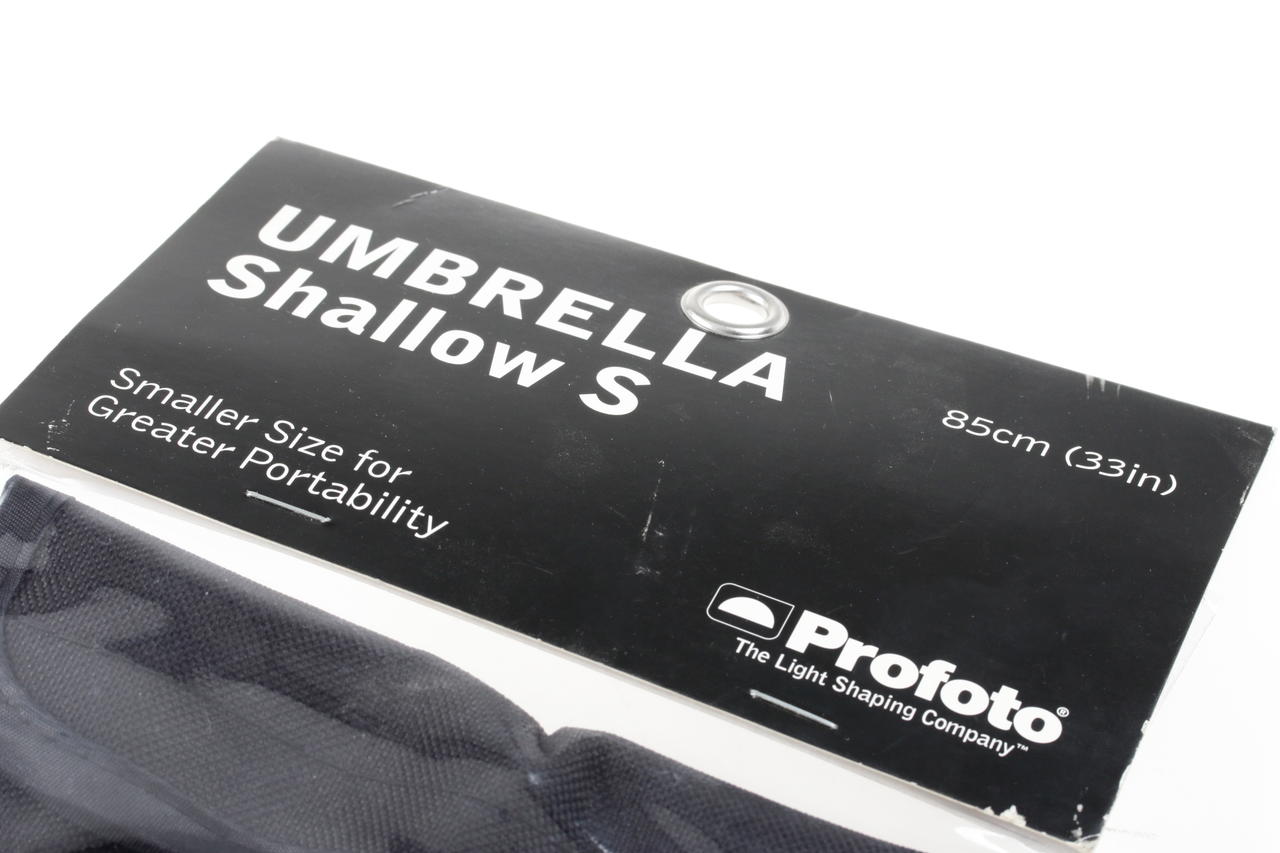 UMBRELLA
Shallow S
Smaller Size for
Greater Portability
85cm (33in)
Profoto®
The Light Shaping Company™